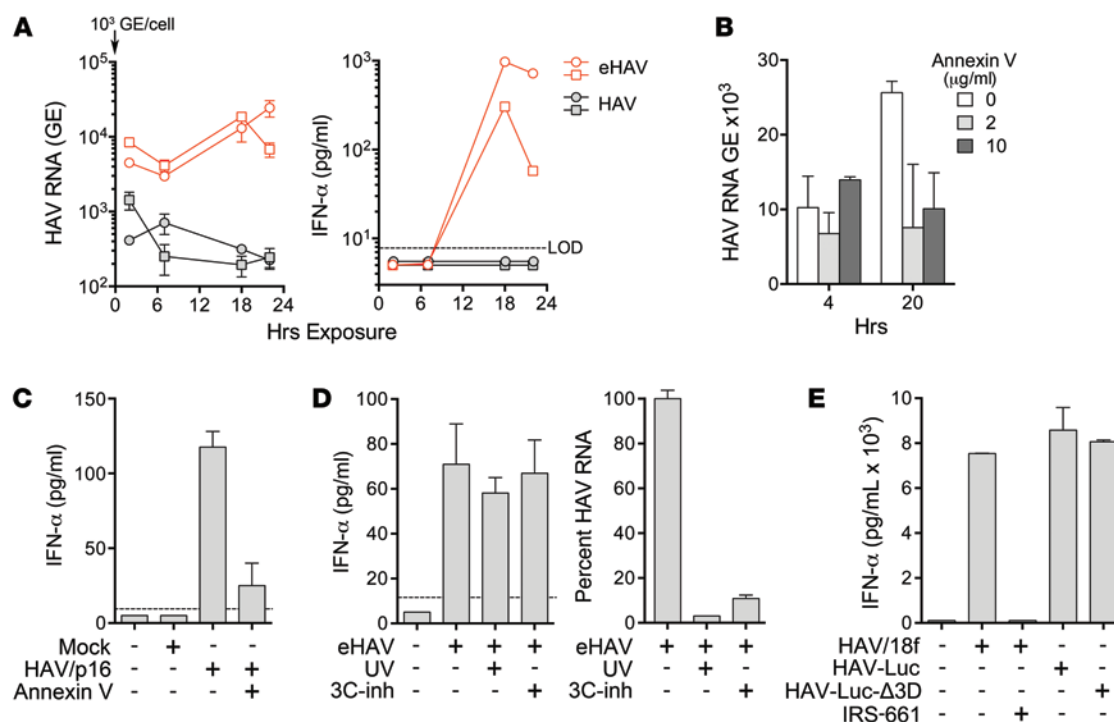 A
10³ GE/cell
HAV RNA (GE)
10⁵
10⁴
10³
10²
0 6 12 18 24
IFN-α (pg/ml)
10³
10²
10¹
0 6 12 18 24
LOD
eHAV
HAV
Hrs Exposure
B
HAV RNA GE x10³
30
20
10
0
4 20
Hrs
Annexin V
(μg/ml)
0
2
10
C
IFN-α (pg/ml)
150
100
50
0
Mock - + - -
HAV/p16 - - + +
Annexin V - - - +
D
IFN-α (pg/ml)
100
80
60
40
20
0
eHAV - + + +
UV - - + -
3C-inh - - - +
Percent HAV RNA
100
80
60
40
20
0
eHAV + + +
UV - + -
3C-inh - - +
E
IFN-α (pg/mL x 10³)
10
8
6
4
2
0
HAV/18f - + + - -
HAV-Luc - - - + -
HAV-Luc-Δ3D - - - - +
IRS-661 - - + - -